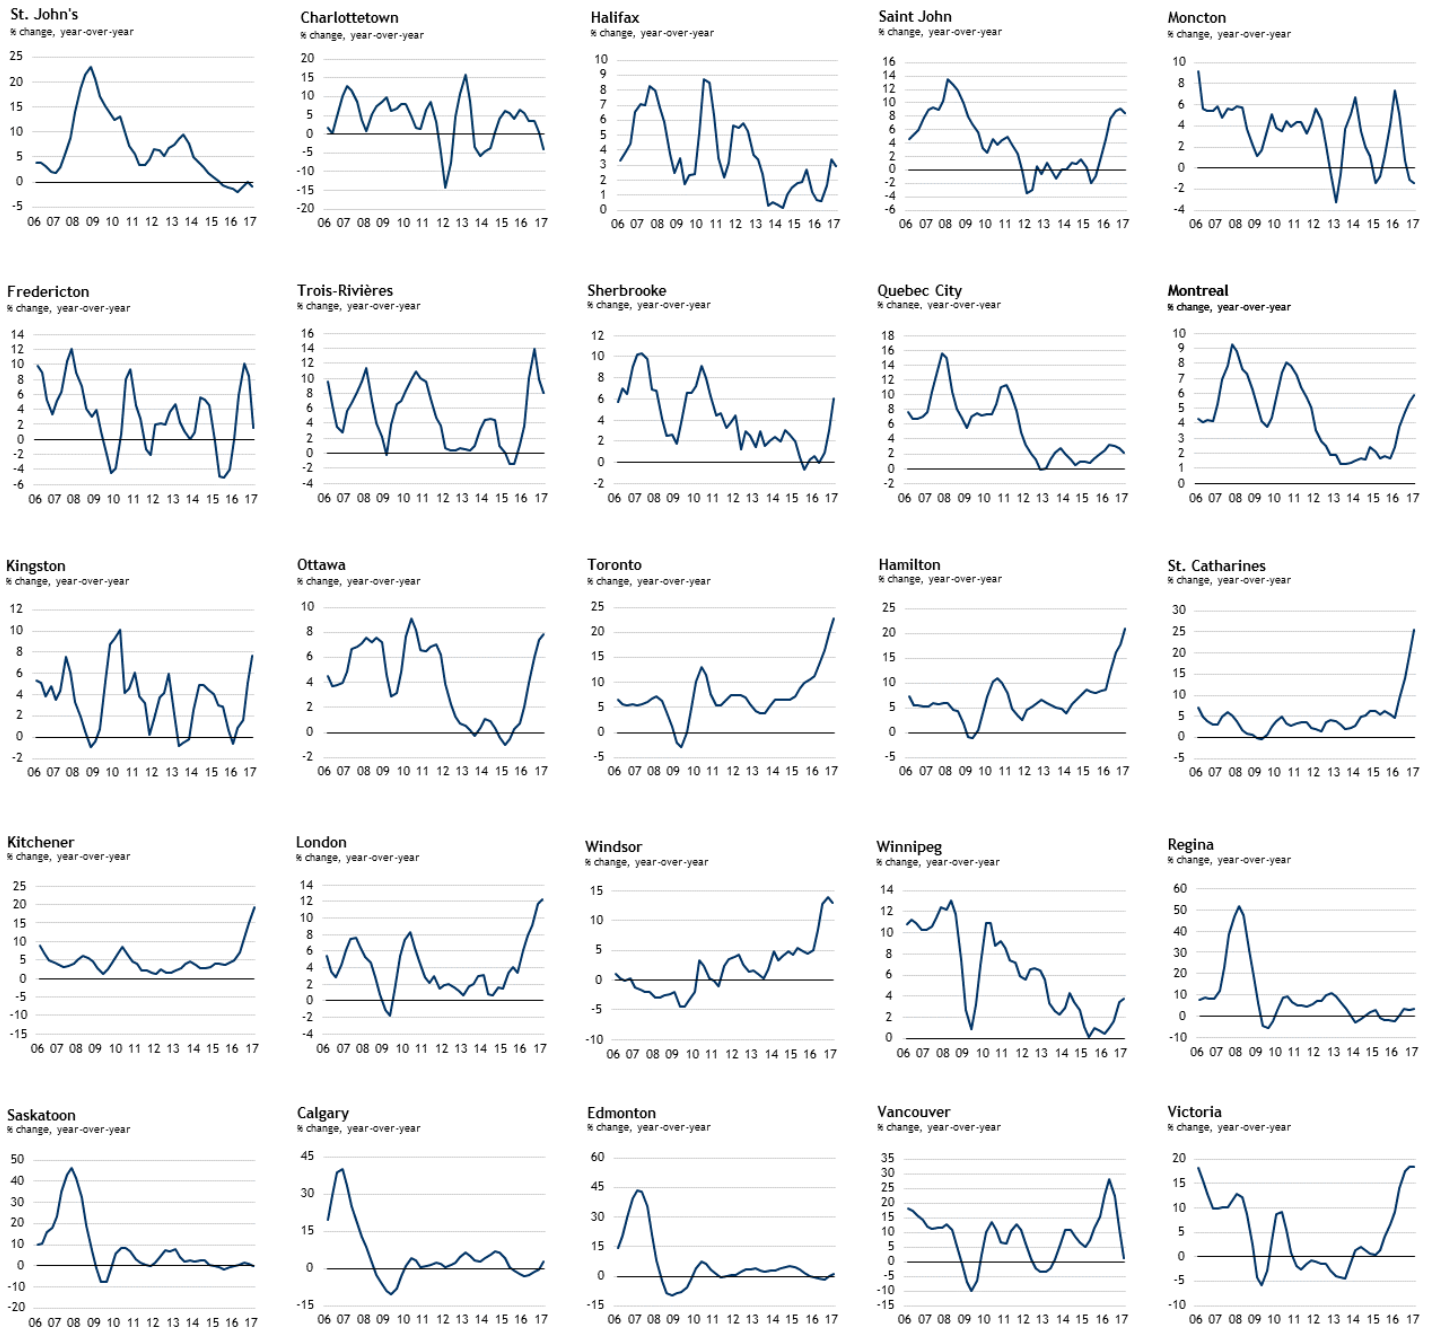 St. John's
% change, year-over-year
25
20
15
10
5
0
-5
06 07 08 09 10 11 12 13 14 15 16 17
Charlottetown
% change, year-over-year
20
15
10
5
0
-5
-10
-15
-20
06 07 08 09 10 11 12 13 14 15 16 17
Halifax
% change, year-over-year
10
9
8
7
6
5
4
3
2
1
0
06 07 08 09 10 11 12 13 14 15 16 17
Saint John
% change, year-over-year
16
14
12
10
8
6
4
2
0
-2
-4
-6
06 07 08 09 10 11 12 13 14 15 16 17
Moncton
% change, year-over-year
10
8
6
4
2
0
-2
-4
06 07 08 09 10 11 12 13 14 15 16 17
Fredericton
% change, year-over-year
14
12
10
8
6
4
2
0
-2
-4
-6
06 07 08 09 10 11 12 13 14 15 16 17
Trois-Rivières
% change, year-over-year
16
14
12
10
8
6
4
2
0
-2
-4
06 07 08 09 10 11 12 13 14 15 16 17
Sherbrooke
% change, year-over-year
12
10
8
6
4
2
0
-2
06 07 08 09 10 11 12 13 14 15 16 17
Quebec City
% change, year-over-year
18
16
14
12
10
8
6
4
2
0
-2
06 07 08 09 10 11 12 13 14 15 16 17
Montreal
% change, year-over-year
10
9
8
7
6
5
4
3
2
1
0
06 07 08 09 10 11 12 13 14 15 16 17
Kingston
% change, year-over-year
12
10
8
6
4
2
0
-2
06 07 08 09 10 11 12 13 14 15 16 17
Ottawa
% change, year-over-year
10
8
6
4
2
0
-2
06 07 08 09 10 11 12 13 14 15 16 17
Toronto
% change, year-over-year
25
20
15
10
5
0
-5
06 07 08 09 10 11 12 13 14 15 16 17
Hamilton
% change, year-over-year
25
20
15
10
5
0
-5
06 07 08 09 10 11 12 13 14 15 16 17
St. Catharines
% change, year-over-year
30
25
20
15
10
5
0
-5
06 07 08 09 10 11 12 13 14 15 16 17
Kitchener
% change, year-over-year
25
20
15
10
5
0
-5
-10
-15
06 07 08 09 10 11 12 13 14 15 16 17
London
% change, year-over-year
14
12
10
8
6
4
2
0
-2
-4
06 07 08 09 10 11 12 13 14 15 16 17
Windsor
% change, year-over-year
15
10
5
0
-5
-10
06 07 08 09 10 11 12 13 14 15 16 17
Winnipeg
% change, year-over-year
14
12
10
8
6
4
2
0
06 07 08 09 10 11 12 13 14 15 16 17
Regina
% change, year-over-year
60
50
40
30
20
10
0
-10
06 07 08 09 10 11 12 13 14 15 16 17
Saskatoon
% change, year-over-year
50
40
30
20
10
0
-10
-20
06 07 08 09 10 11 12 13 14 15 16 17
Calgary
% change, year-over-year
45
30
15
0
-15
06 07 08 09 10 11 12 13 14 15 16 17
Edmonton
% change, year-over-year
60
45
30
15
0
-15
06 07 08 09 10 11 12 13 14 15 16 17
Vancouver
% change, year-over-year
35
30
25
20
15
10
5
0
-5
-10
-15
06 07 08 09 10 11 12 13 14 15 16 17
Victoria
% change, year-over-year
20
15
10
5
0
-5
-10
06 07 08 09 10 11 12 13 14 15 16 17